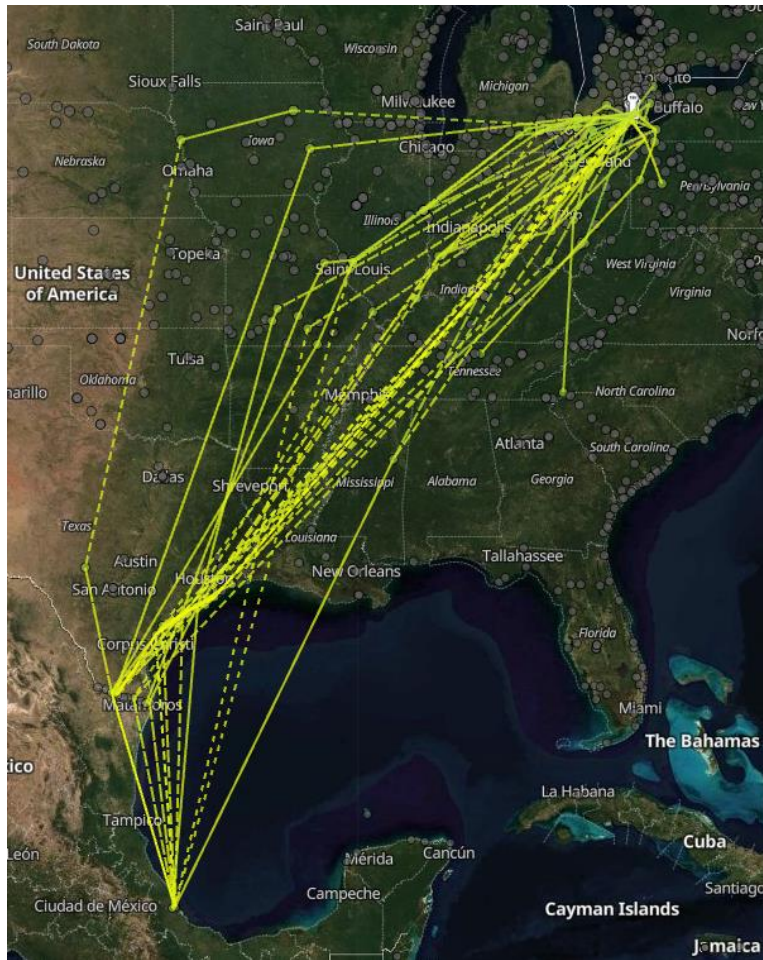 Saint Paul
South Dakota
Wisconsin
Toronto
Sioux Falls
Michigan
Milwaukee
Buffalo
Iowa
Chicago
Nebraska
Omaha
Pennsylvania
Illinois
Indianapolis
Topeka
West Virginia
Saint Louis
United States
of America
Indiana
Virginia
Norfo
Tulsa
Oklahoma
Tennessee
marillo
Memphis
North Carolina
Atlanta
South Carolina
Dallas
Shreveport
Mississippi
Alabama
Georgia
Texas
Louisiana
Austin
Tallahassee
New Orleans
San Antonio
Houston
Florida
Corpus Christi
Matamoros
Miami
The Bahamas
xico
La Habana
Tampico
Cuba
León
Mérida
Cancún
Santiago
Campeche
Ciudad de México
Cayman Islands
Jamaica